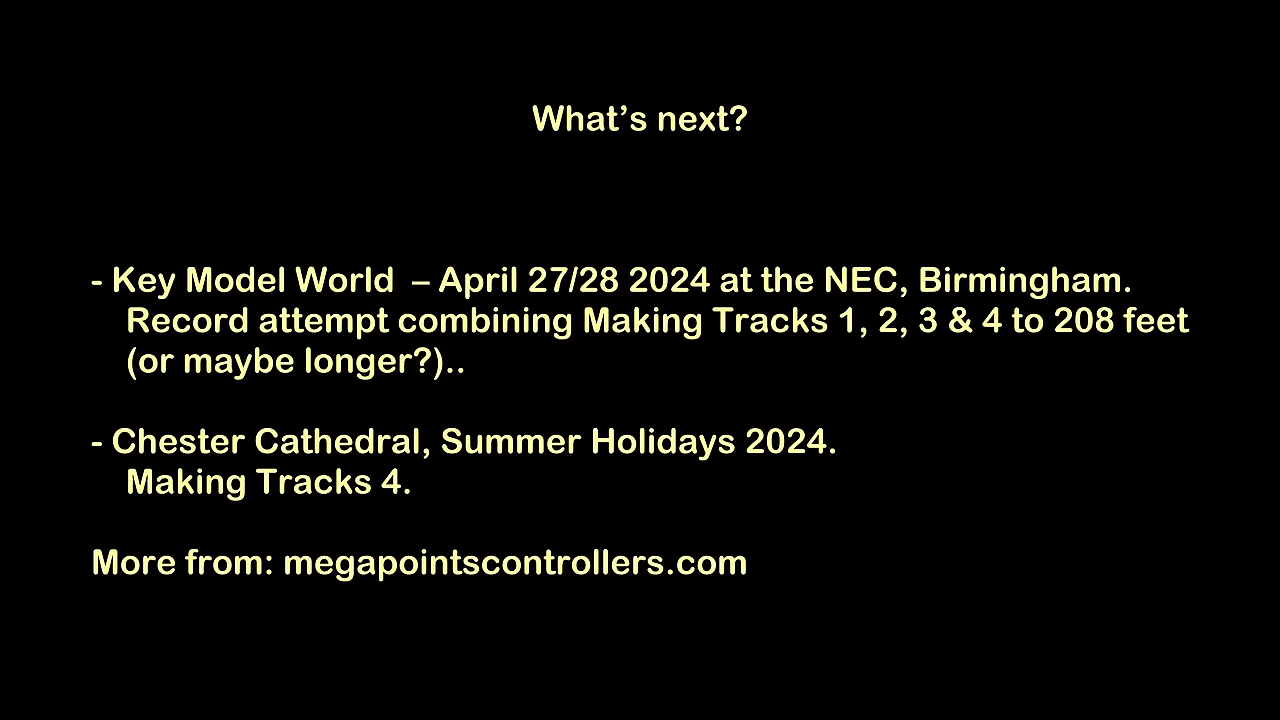 What’s next?
- Key Model World  – April 27/28 2024 at the NEC, Birmingham.
Record attempt combining Making Tracks 1, 2, 3 & 4 to 208 feet
(or maybe longer?)..
- Chester Cathedral, Summer Holidays 2024.
Making Tracks 4.
More from: megapointscontrollers.com